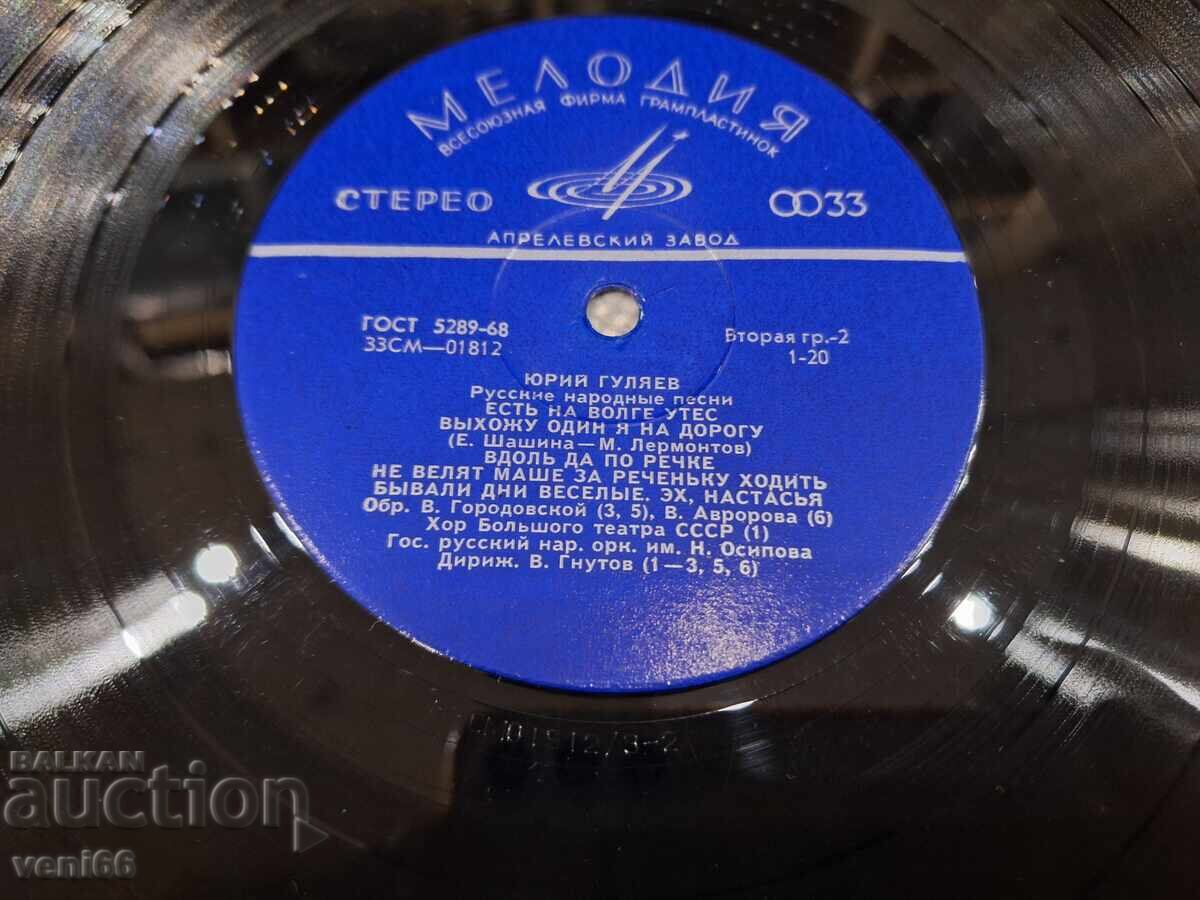 МЕЛОДИЯ
ВСЕСОЮЗНАЯ ФИРМА ГРАМПЛАСТИНОК
СТЕРЕО
33
АПРЕЛЕВСКИЙ ЗАВОД
ГОСТ 5289-68
33СМ—01812
Вторая гр.-2
1-20
ЮРИЙ ГУЛЯЕВ
Русские народные песни
ЕСТЬ НА ВОЛГЕ УТЕС
ВЫХОЖУ ОДИН Я НА ДОРОГУ
(Е. Шашина—М. Лермонтов)
ВДОЛЬ ДА ПО РЕЧКЕ
НЕ ВЕЛЯТ МАШЕ ЗА РЕЧЕНЬКУ ХОДИТЬ
БЫВАЛИ ДНИ ВЕСЕЛЫЕ. ЭХ, НАСТАСЬЯ
Обр. В. Городовской (3, 5), В. Авророва (6)
Хор Большого театра СССР (1)
Гос. русский нар. орк. им. Н. Осипова
Дириж. В. Гнутов (1—3, 5, 6)
BALKAN
auction
veni66